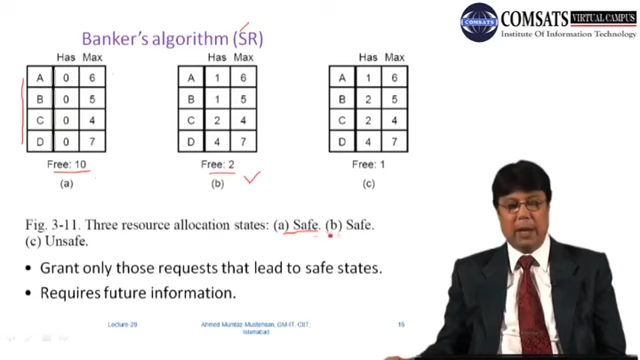 COMSATS VIRTUAL CAMPUS
Institute Of Information Technology
Banker's algorithm (SR)
Has Max
A 0 6
B 0 5
C 0 4
D 0 7
Free: 10
(a)
Has Max
A 1 6
B 1 5
C 2 4
D 4 7
Free: 2
(b)
Has Max
A 1 6
B 2 5
C 2 4
D 4 7
Free: 1
(c)
Fig. 3-11. Three resource allocation states: (a) Safe. (b) Safe.
(c) Unsafe.
• Grant only those requests that lead to safe states.
• Requires future information.
Lecture-29
Ahmed Mumtaz Mustehsan, GM-IT, CIIT,
Islamabad
15